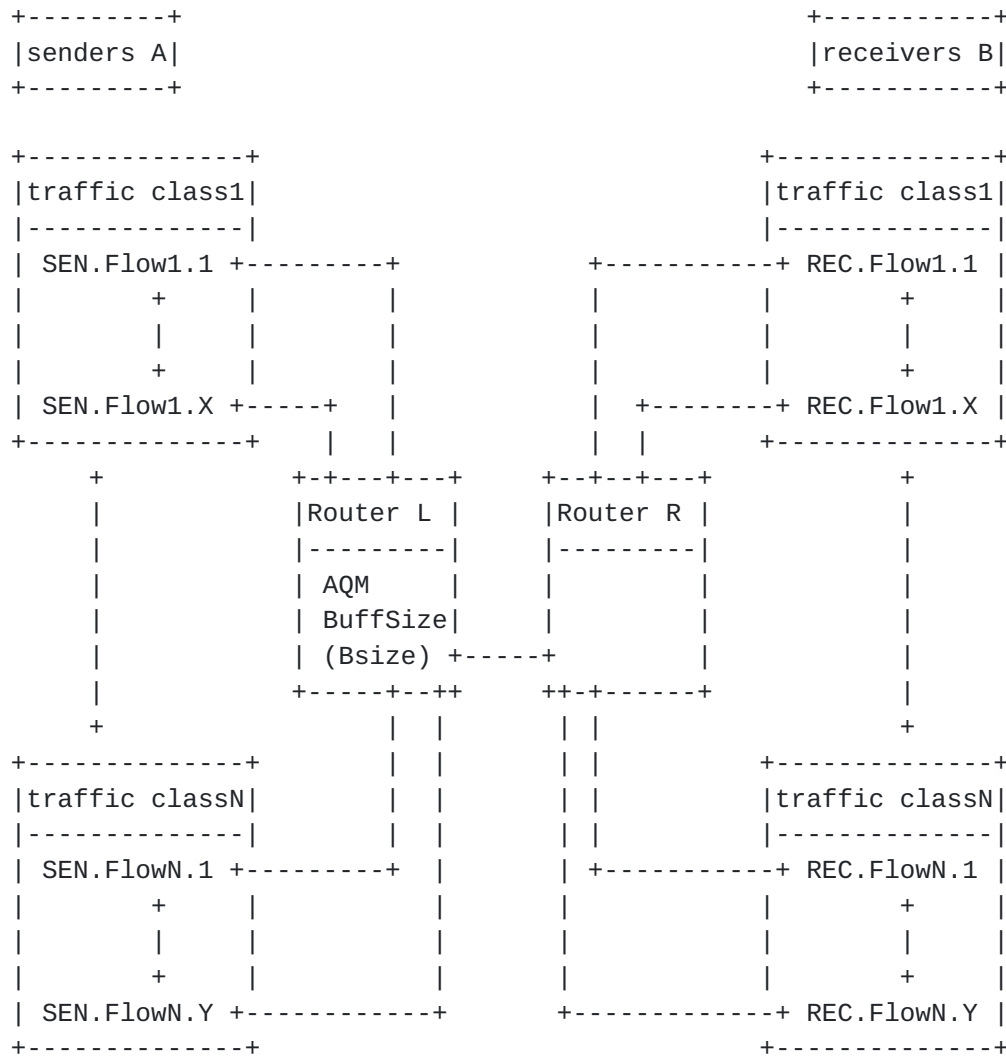 senders A
receivers B
traffic class1
traffic class1
SEN.Flow1.1
REC.Flow1.1
SEN.Flow1.X
REC.Flow1.X
Router L
Router R
AQM
BuffSize
(Bsize)
traffic classN
traffic classN
SEN.FlowN.1
REC.FlowN.1
SEN.FlowN.Y
REC.FlowN.Y